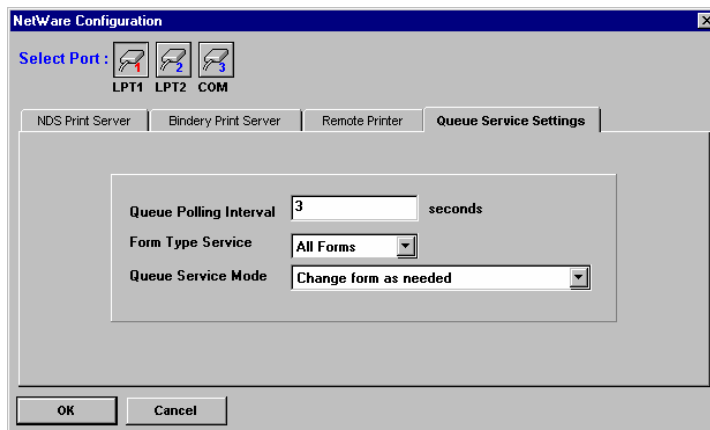 NetWare Configuration
Select Port :
1 2 3
LPT1 LPT2 COM
NDS Print Server Bindery Print Server Remote Printer Queue Service Settings
Queue Polling Interval 3 seconds
Form Type Service All Forms
Queue Service Mode Change form as needed
OK Cancel